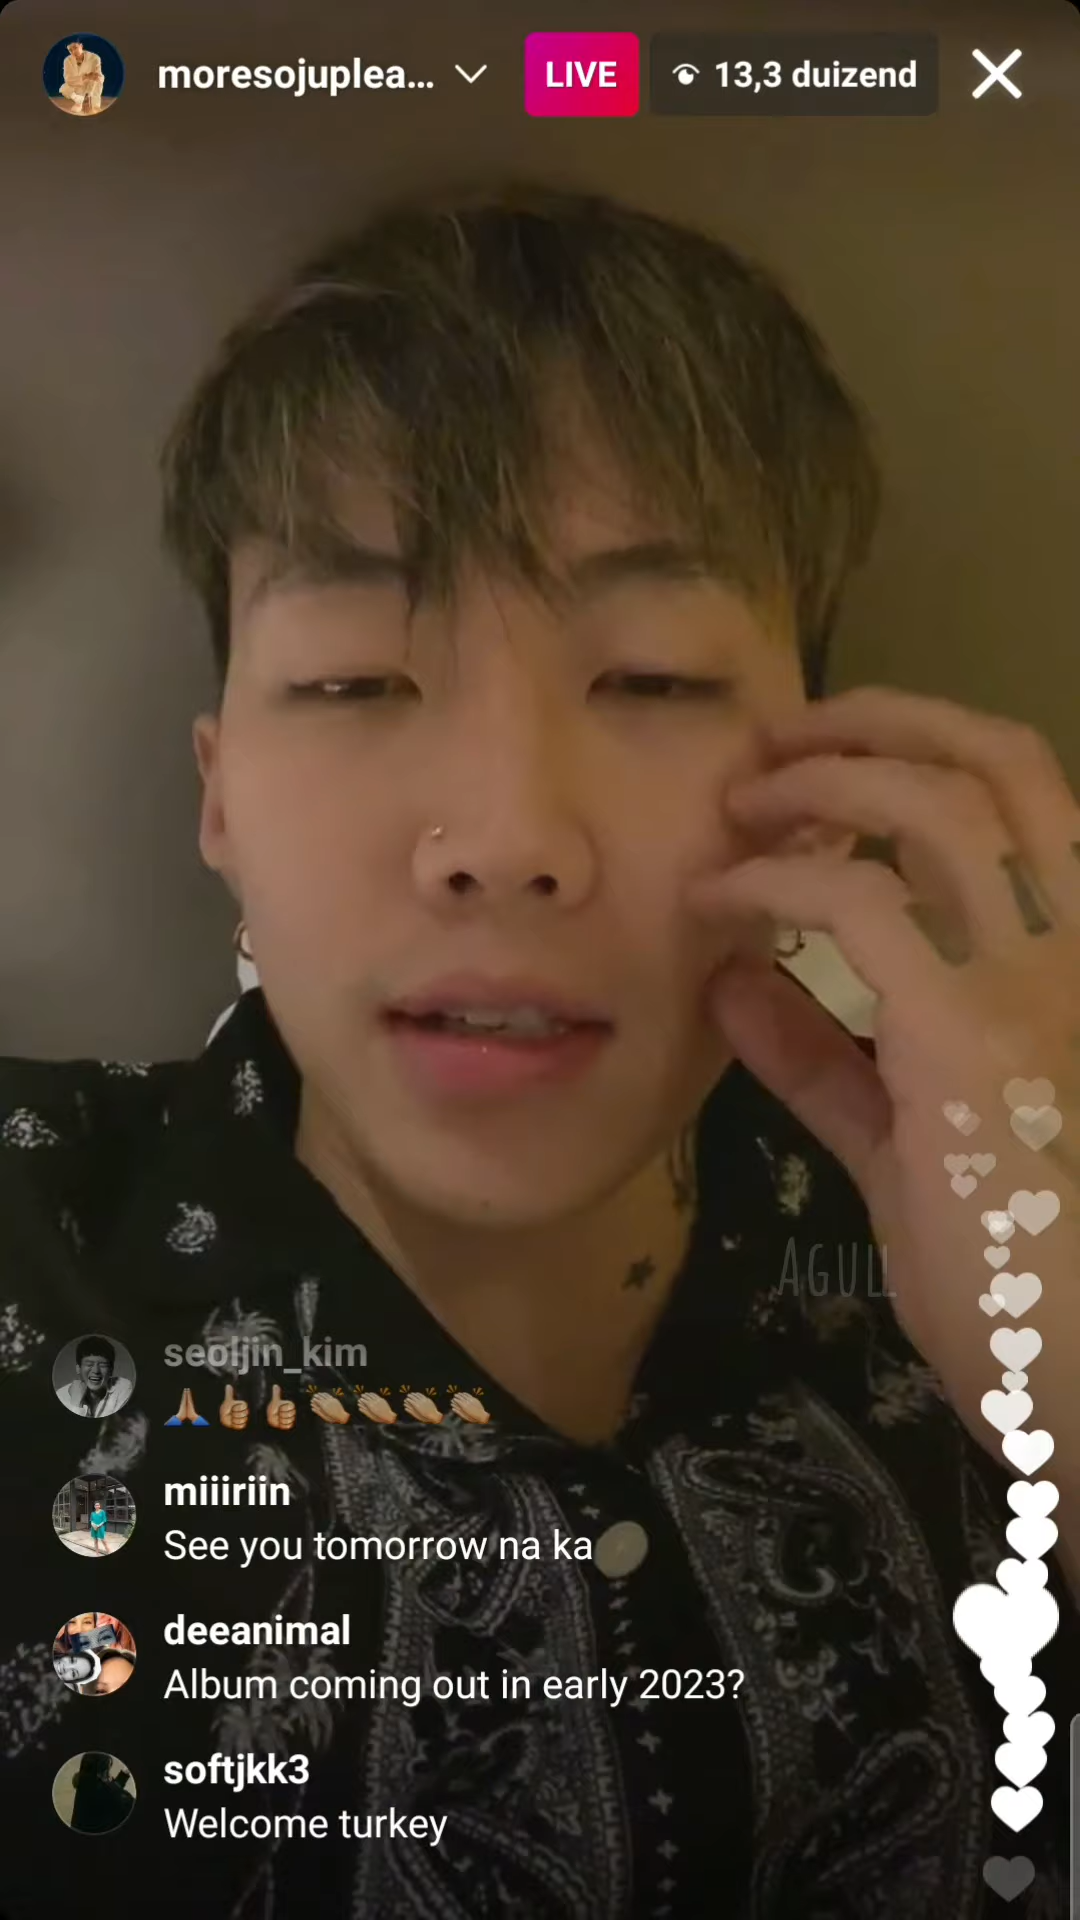 moresojuplea...
LIVE
13,3 duizend
AGULL
seoljin_kim
🙏👍👍👏👏👏👏
miiiriin
See you tomorrow na ka
deeanimal
Album coming out in early 2023?
softjkk3
Welcome turkey